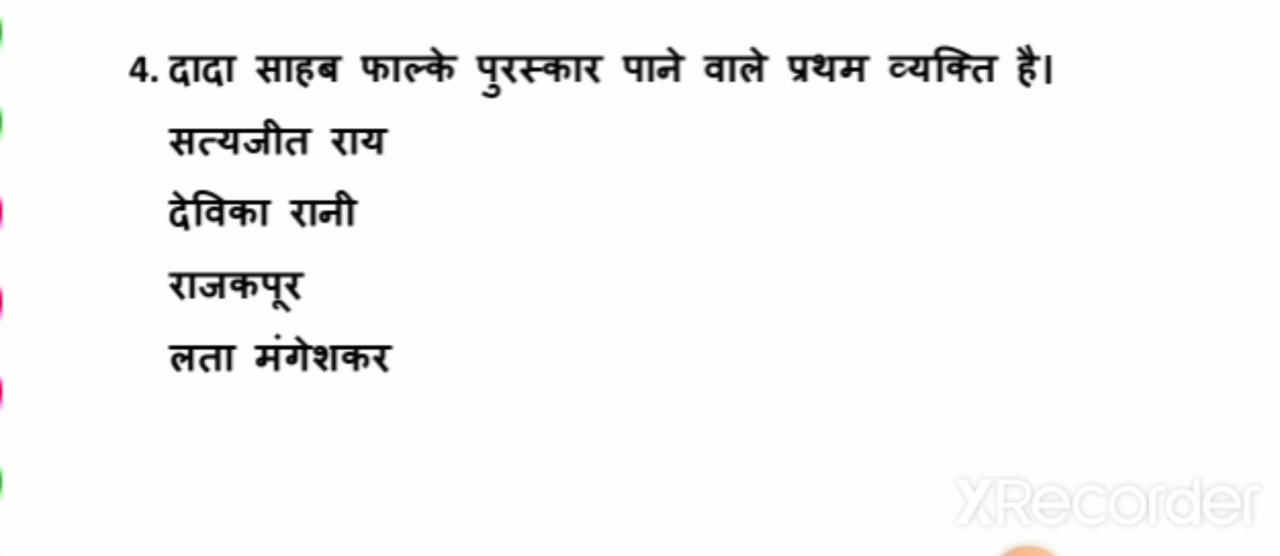 4. दादा साहब फाल्के पुरस्कार पाने वाले प्रथम व्यक्ति है।
सत्यजीत राय
देविका रानी
राजकपूर
लता मंगेशकर
XRecorder